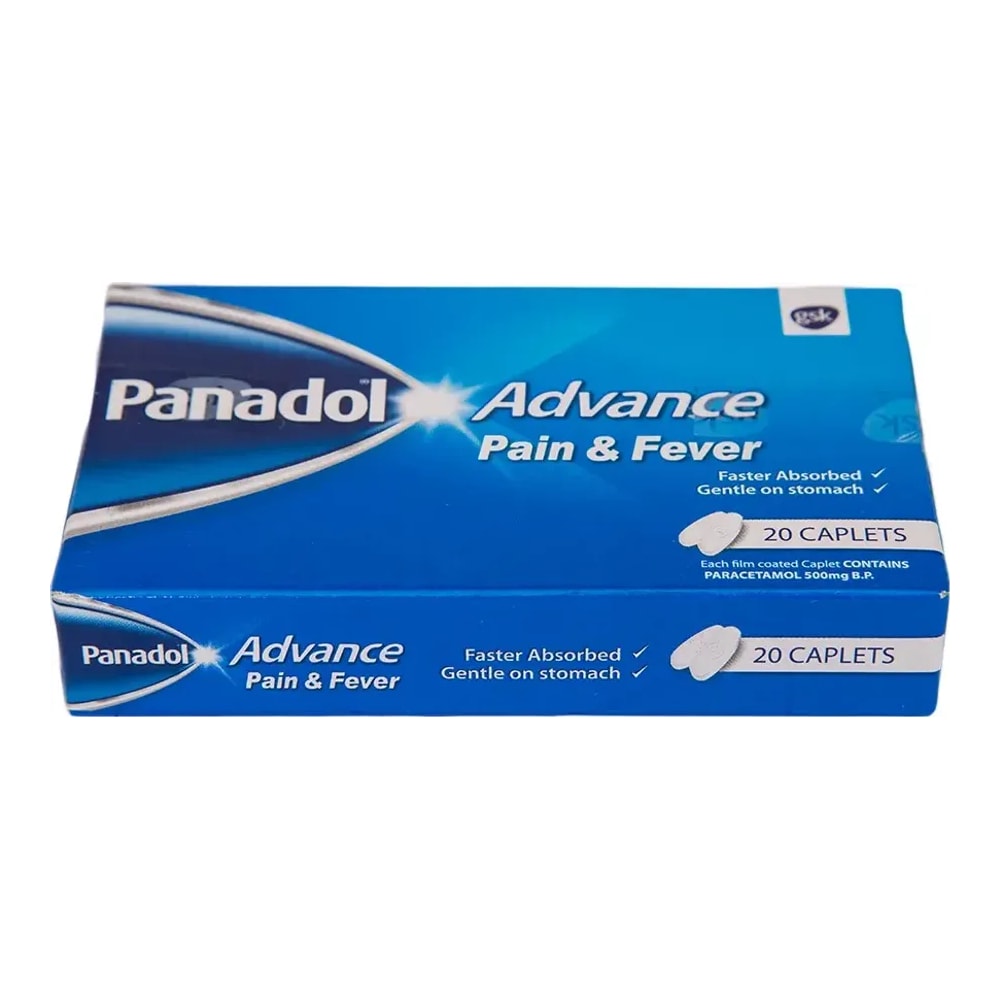 gsk
Panadol
Advance
Pain & Fever
Faster Absorbed ✓
Gentle on stomach ✓
20 CAPLETS
Each film coated Caplet CONTAINS
PARACETAMOL 500mg B.P.
Panadol
Advance
Pain & Fever
Faster Absorbed ✓
Gentle on stomach ✓
20 CAPLETS